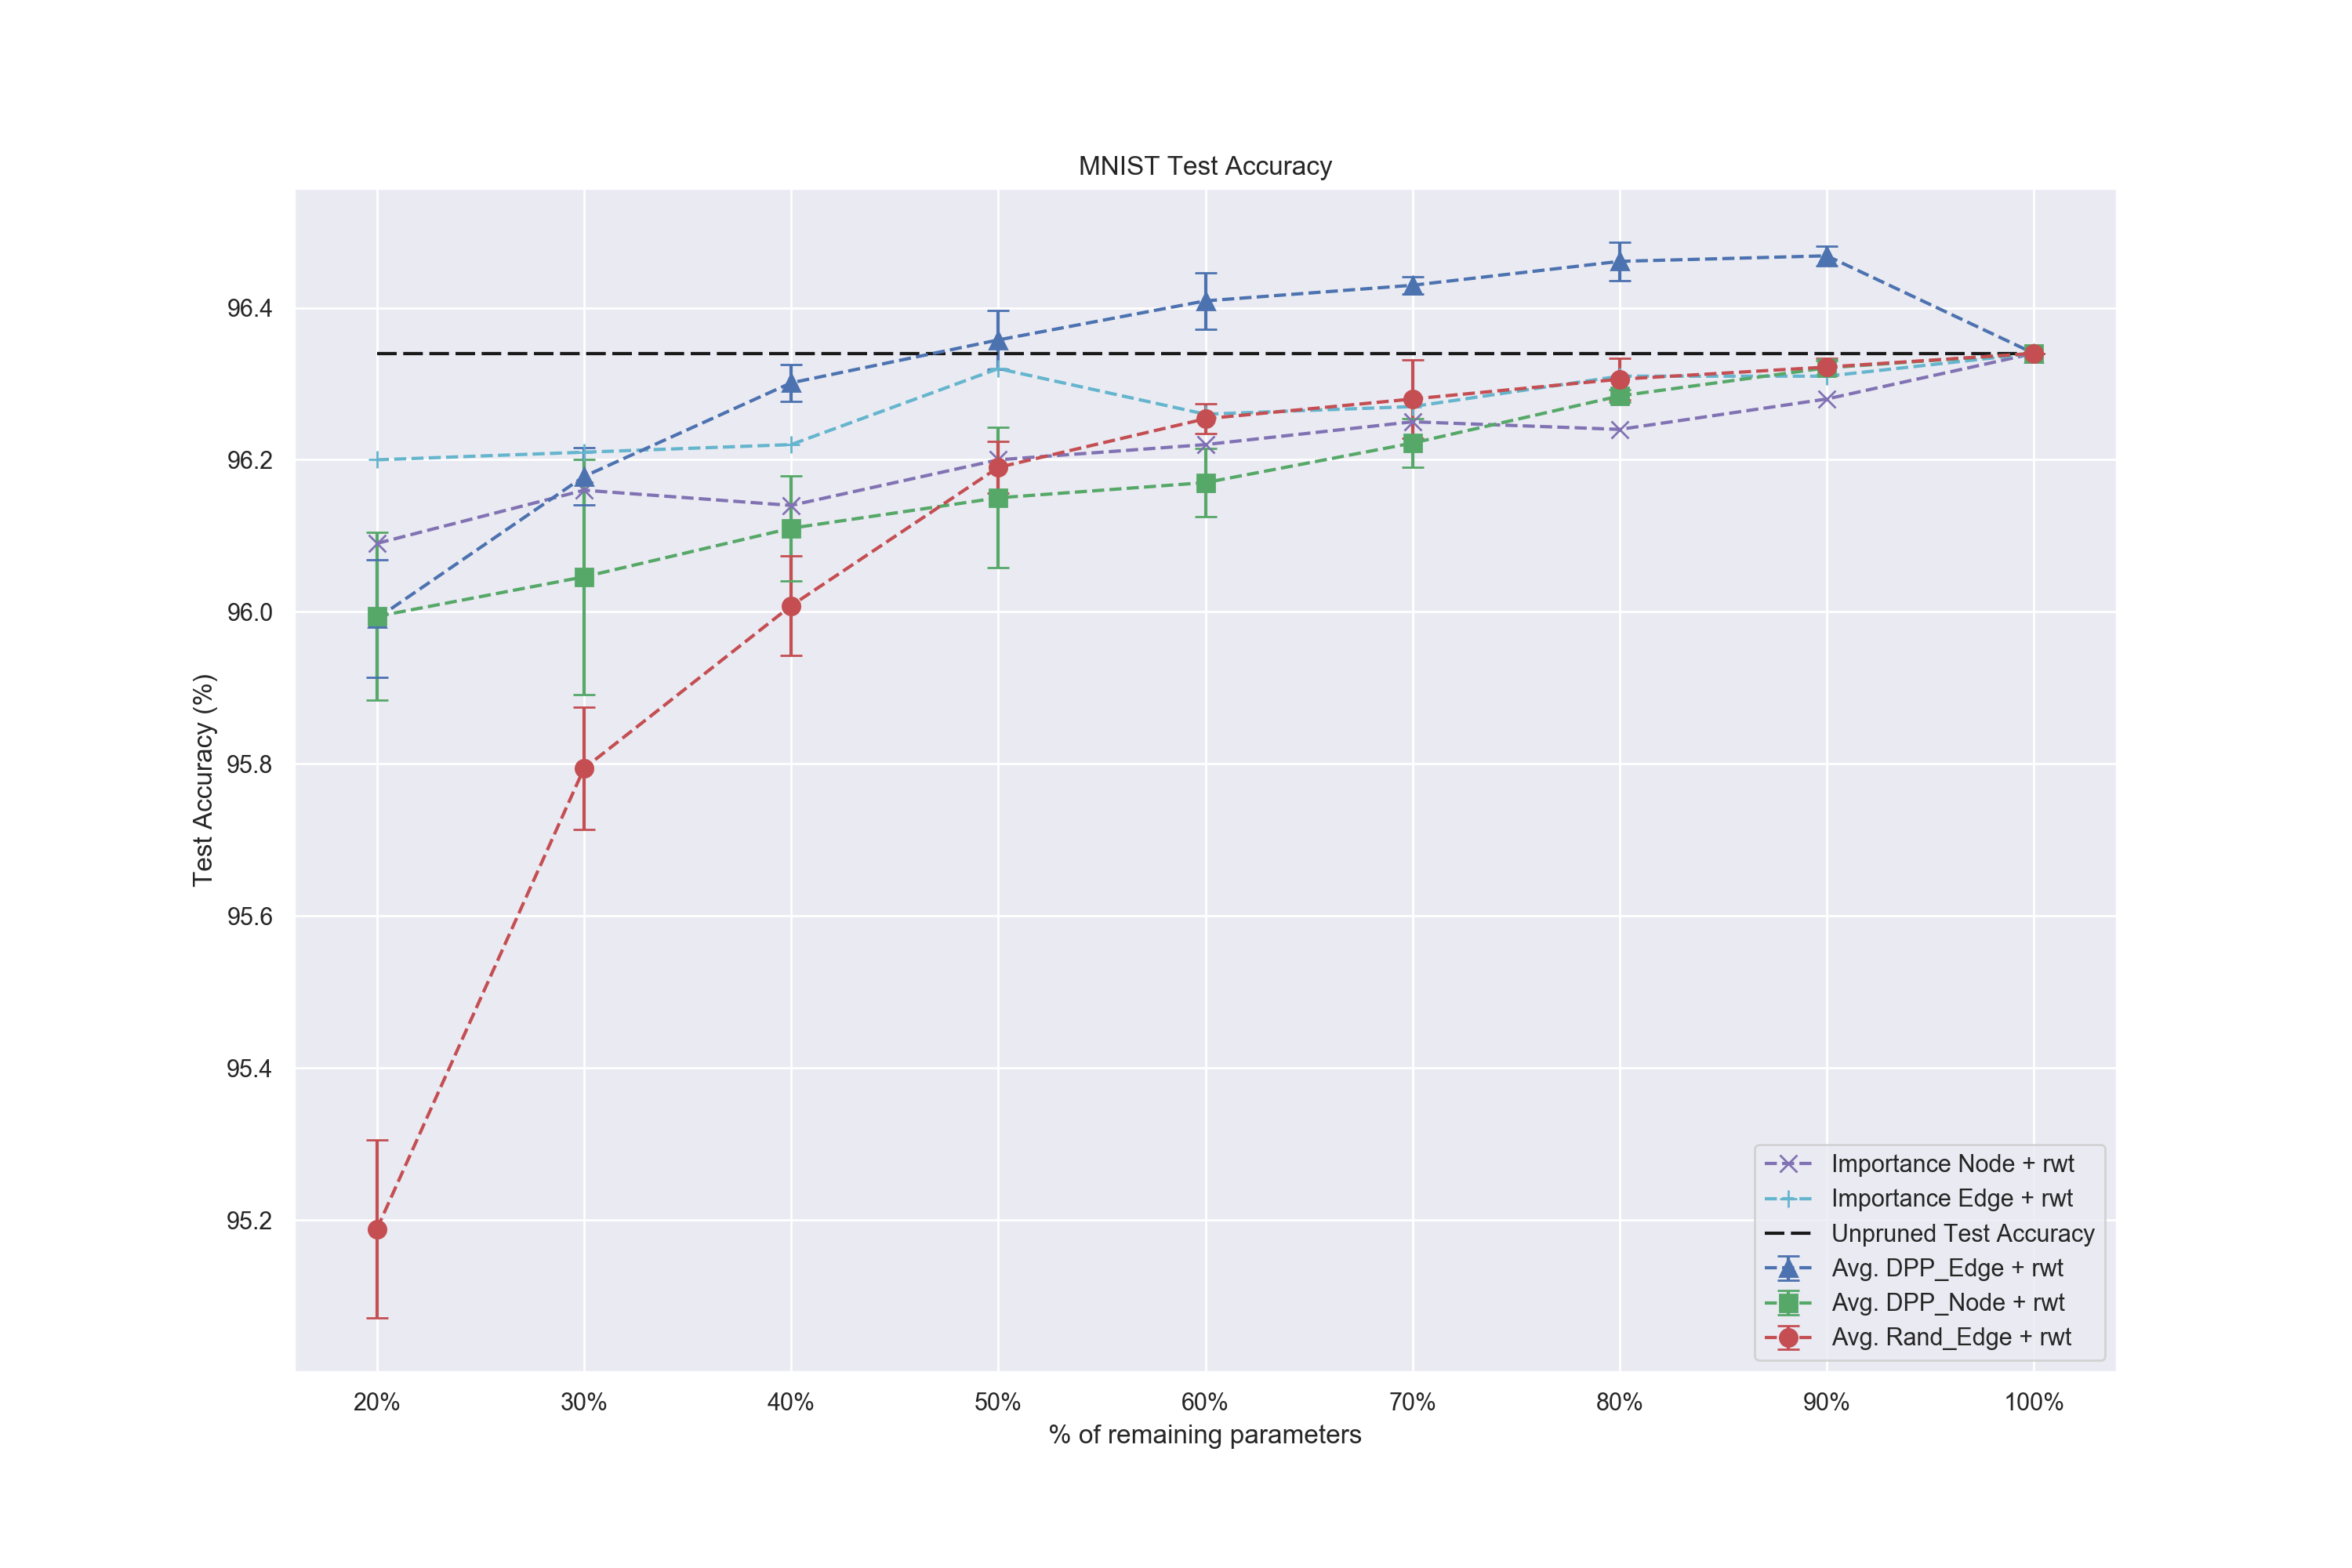 MNIST Test Accuracy
96.4
96.2
96.0
95.8
95.6
95.4
95.2
Test Accuracy (%)
20% 30% 40% 50% 60% 70% 80% 90% 100%
% of remaining parameters
Importance Node + rwt
Importance Edge + rwt
Unpruned Test Accuracy
Avg. DPP_Edge + rwt
Avg. DPP_Node + rwt
Avg. Rand_Edge + rwt